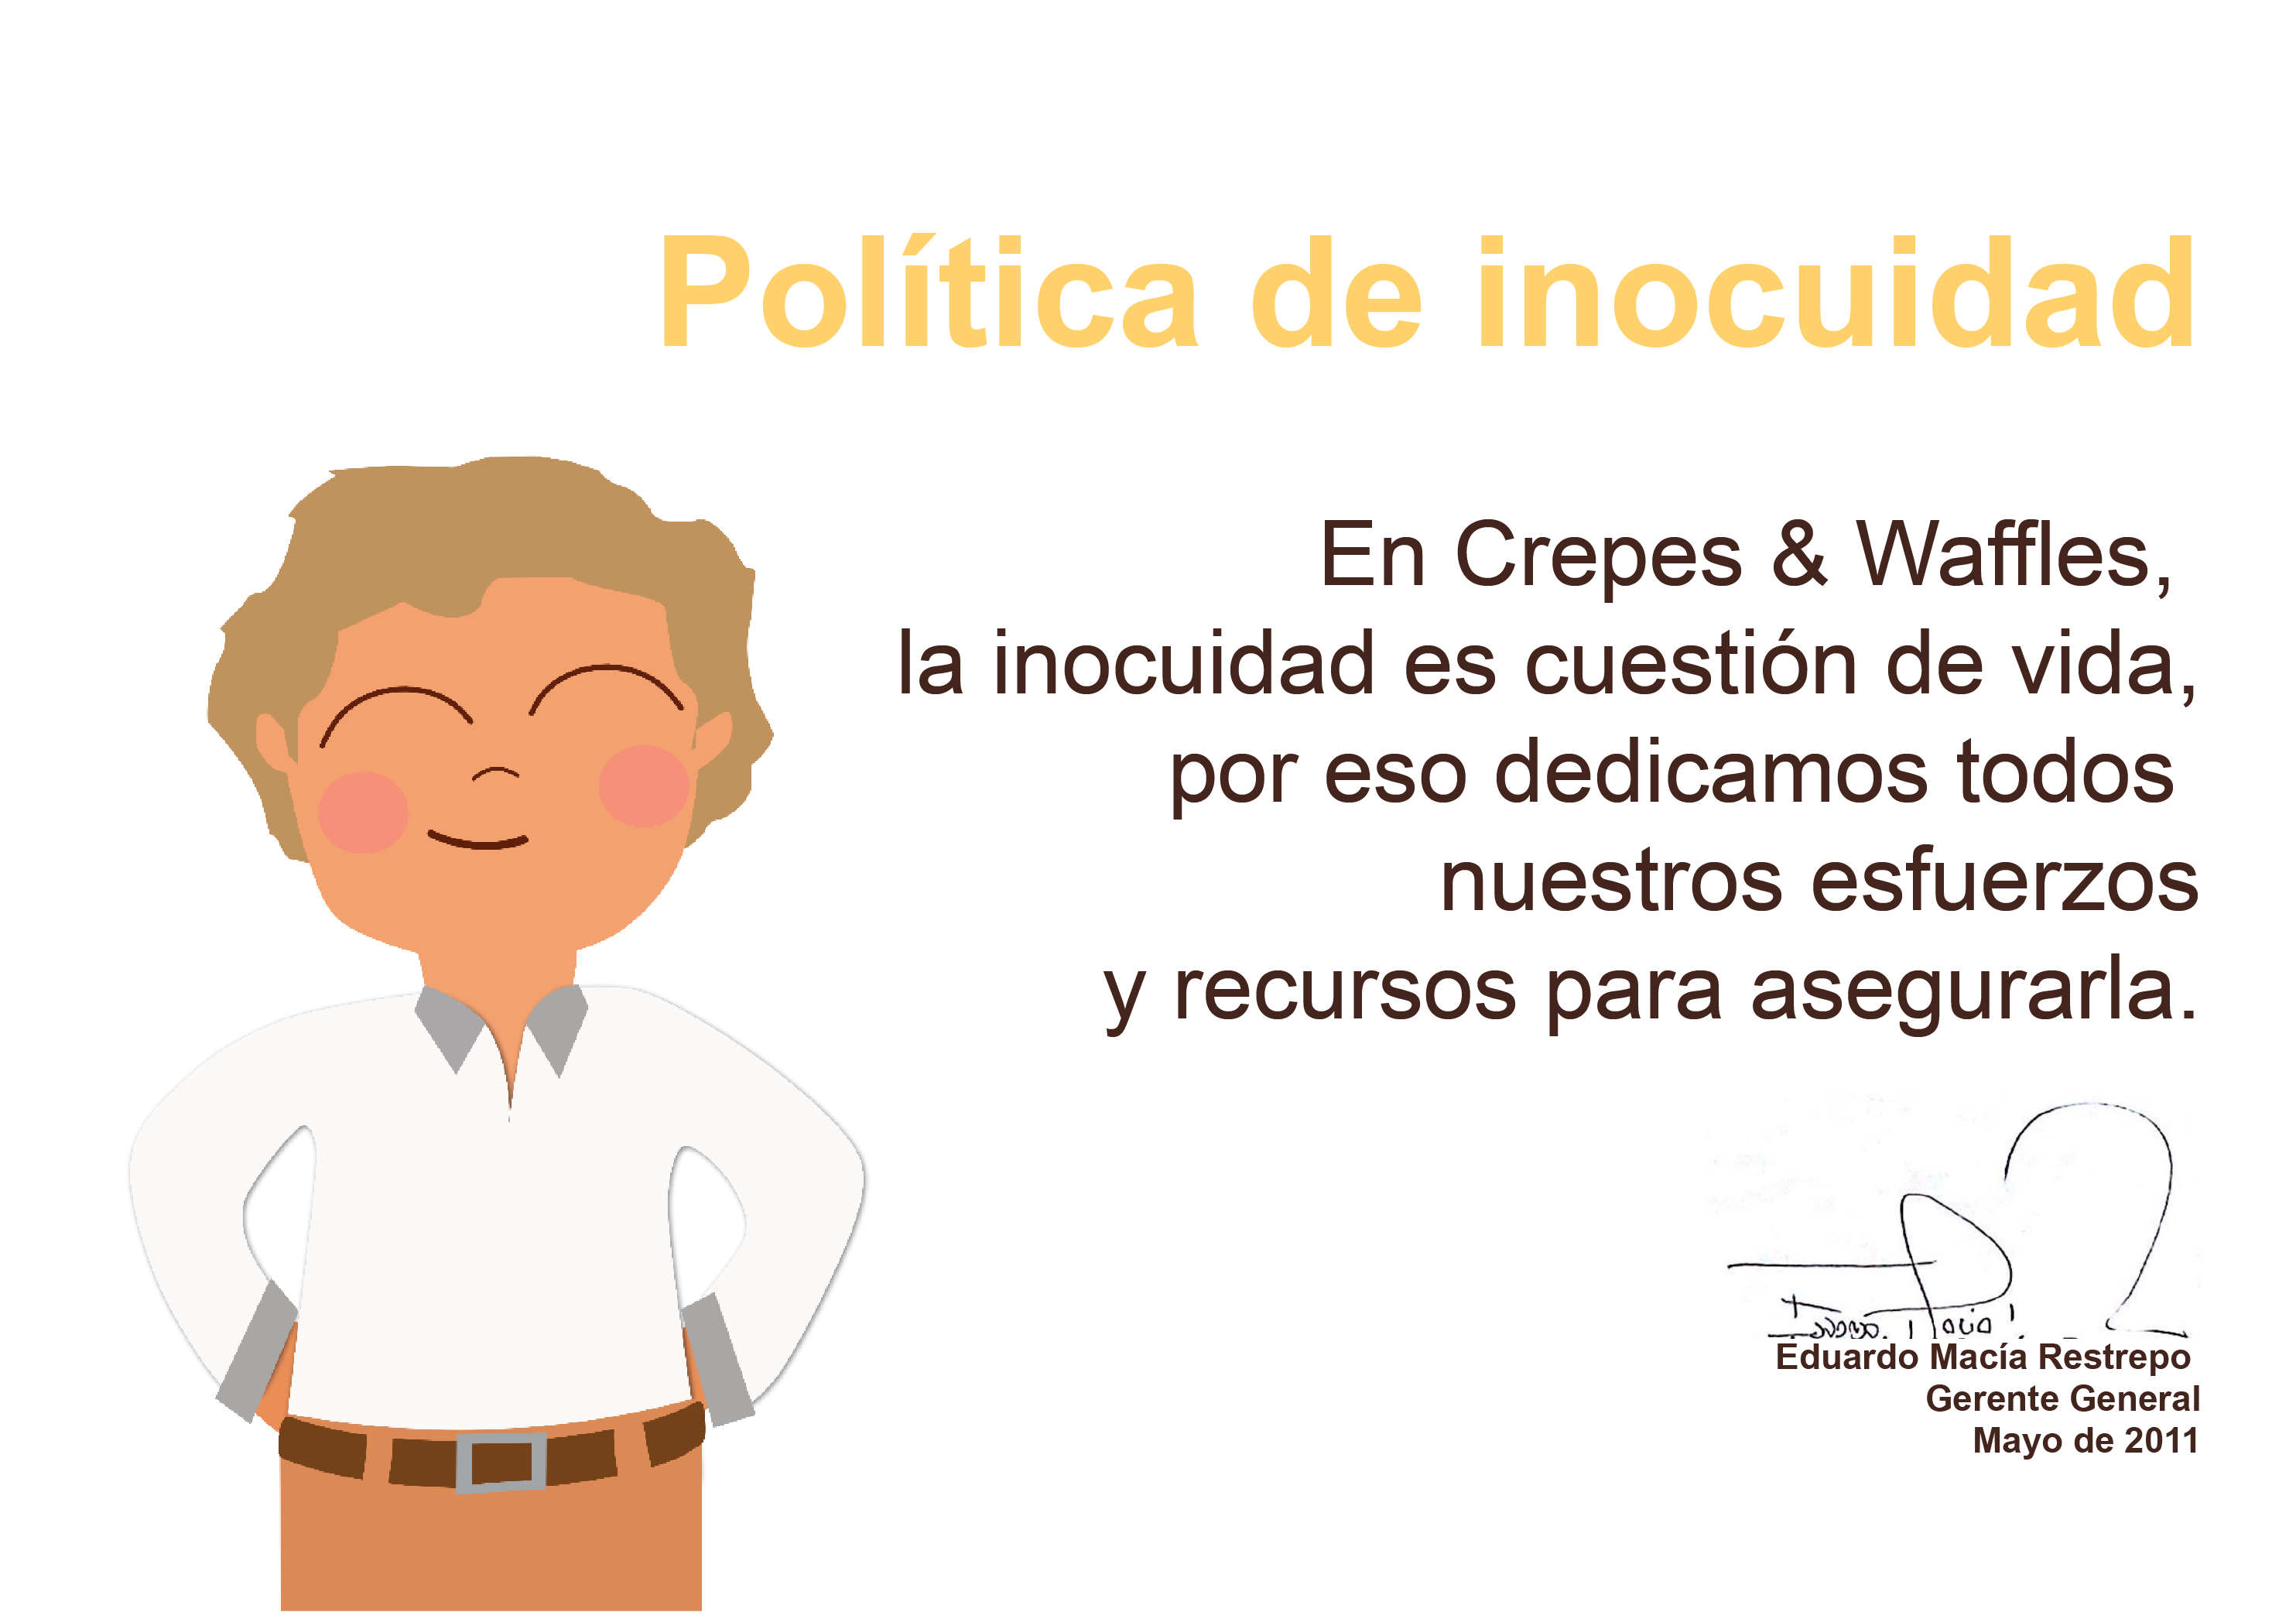 Política de inocuidad
En Crepes & Waffles,
la inocuidad es cuestión de vida,
por eso dedicamos todos
nuestros esfuerzos
y recursos para asegurarla.
Eduardo Macía Restrepo
Gerente General
Mayo de 2011